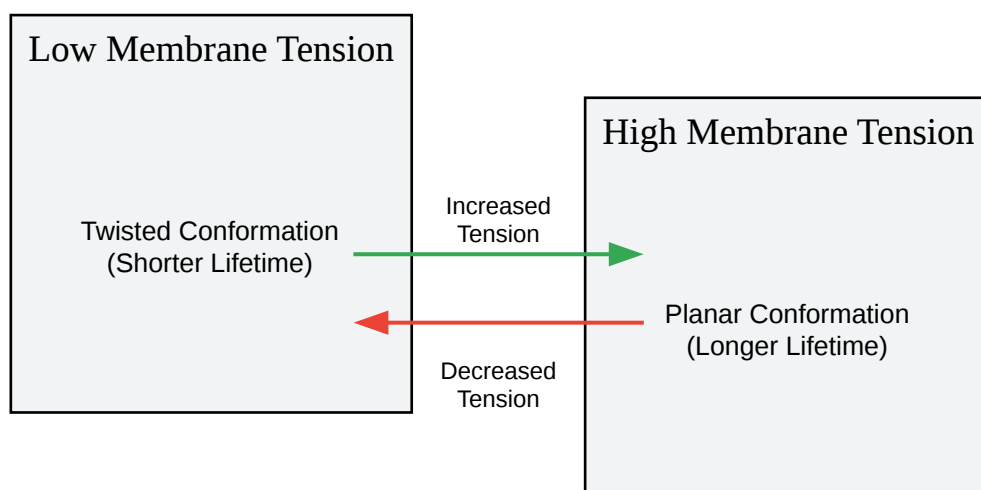 Low Membrane Tension
High Membrane Tension
Twisted Conformation
(Shorter Lifetime)
Increased
Tension
Planar Conformation
(Longer Lifetime)
Decreased
Tension